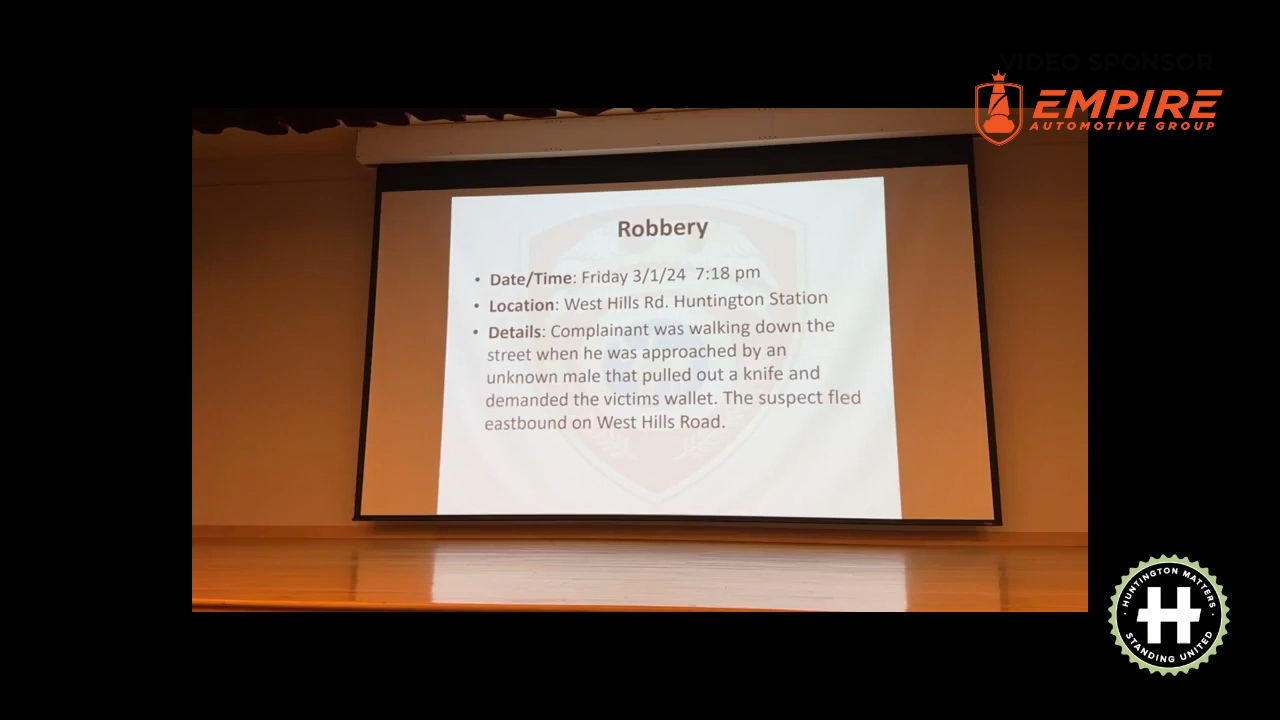 VIDEO SPONSOR
EMPIRE
AUTOMOTIVE GROUP
Robbery
• Date/Time: Friday 3/1/24 7:18 pm
• Location: West Hills Rd. Huntington Station
• Details: Complainant was walking down the
street when he was approached by an
unknown male that pulled out a knife and
demanded the victims wallet. The suspect fled
eastbound on West Hills Road.
HUNTINGTON MATTERS
H
STANDING UNITED